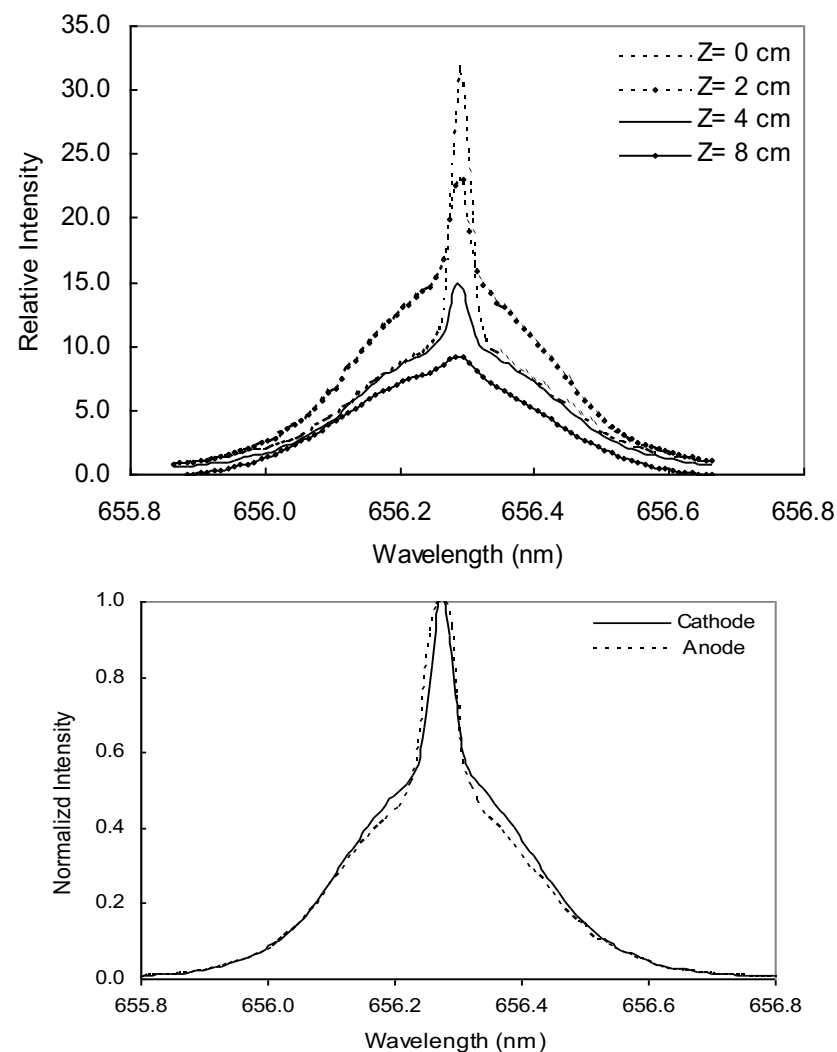 35.0
30.0
25.0
20.0
15.0
10.0
5.0
0.0
Relative Intensity
Z= 0 cm
Z= 2 cm
Z= 4 cm
Z= 8 cm
655.8 656.0 656.2 656.4 656.6 656.8
Wavelength (nm)
1.0
0.8
0.6
0.4
0.2
0.0
Normalizd Intensity
Cathode
Anode
655.8 656.0 656.2 656.4 656.6 656.8
Wavelength (nm)